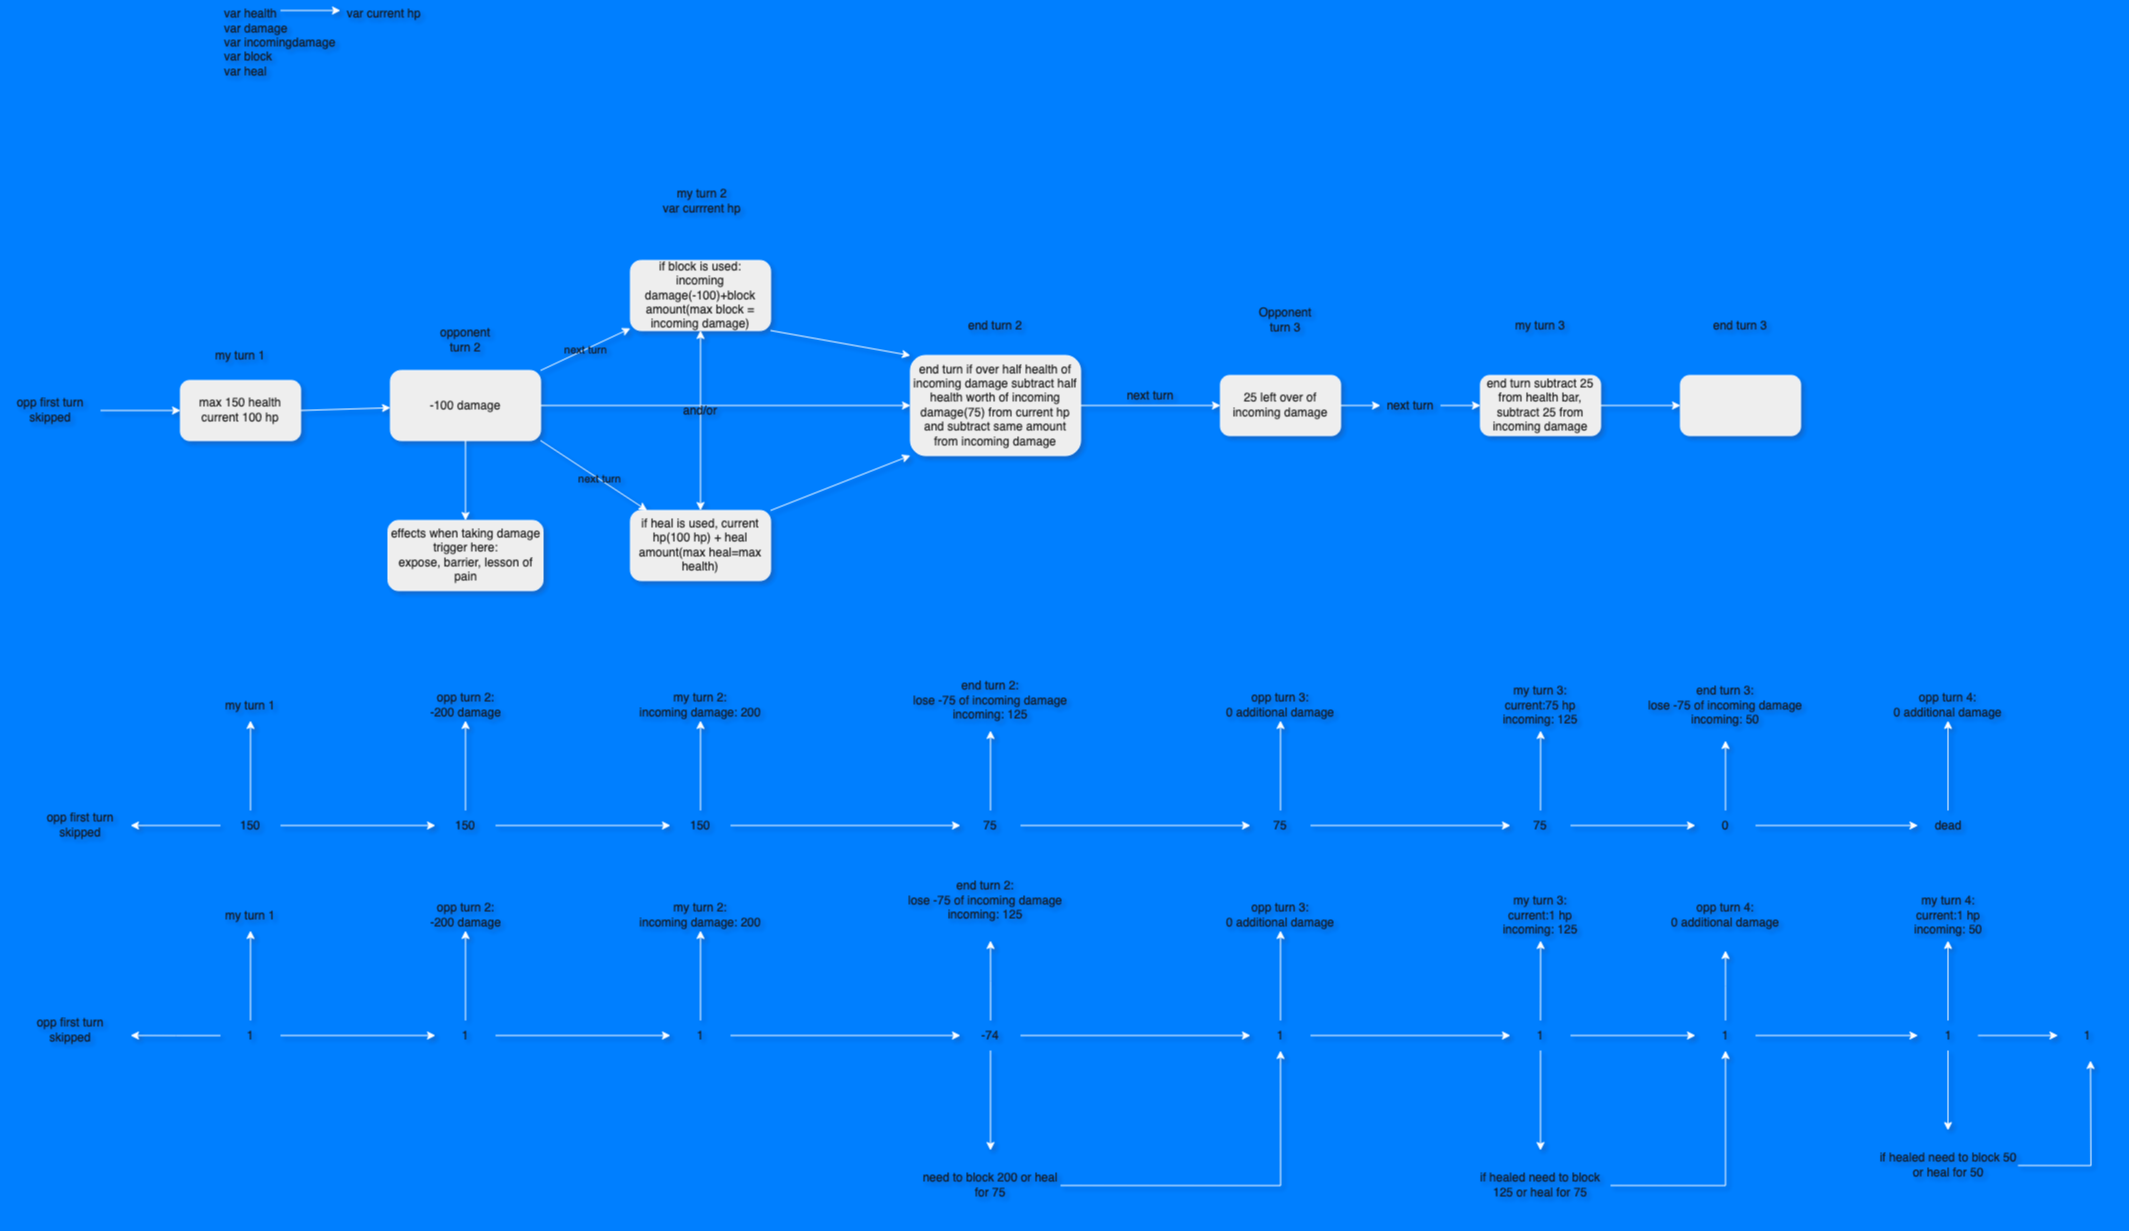 var health
var current hp
var damage
var incomingdamage
var block
var heal
my turn 2
var currrent hp
if block is used:
incoming
damage(-100)+block
amount(max block =
incoming damage)
opponent
turn 2
my turn 1
next turn
end turn 2
Opponent
turn 3
my turn 3
end turn 3
opp first turn
skipped
max 150 health
current 100 hp
-100 damage
and/or
end turn if over half health of
incoming damage subtract half
health worth of incoming
damage(75) from current hp
and subtract same amount
from incoming damage
next turn
25 left over of
incoming damage
next turn
end turn subtract 25
from health bar,
subtract 25 from
incoming damage
next turn
effects when taking damage
trigger here:
expose, barrier, lesson of
pain
if heal is used, current
hp(100 hp) + heal
amount(max heal=max
health)
my turn 1
opp turn 2:
-200 damage
my turn 2:
incoming damage: 200
end turn 2:
lose -75 of incoming damage
incoming: 125
opp turn 3:
0 additional damage
my turn 3:
current:75 hp
incoming: 125
end turn 3:
lose -75 of incoming damage
incoming: 50
opp turn 4:
0 additional damage
opp first turn
skipped
150
150
150
75
75
75
0
dead
my turn 1
opp turn 2:
-200 damage
my turn 2:
incoming damage: 200
end turn 2:
lose -75 of incoming damage
incoming: 125
opp turn 3:
0 additional damage
my turn 3:
current:1 hp
incoming: 125
opp turn 4:
0 additional damage
my turn 4:
current:1 hp
incoming: 50
opp first turn
skipped
1
1
1
-74
1
1
1
1
1
need to block 200 or heal
for 75
if healed need to block
125 or heal for 75
if healed need to block 50
or heal for 50